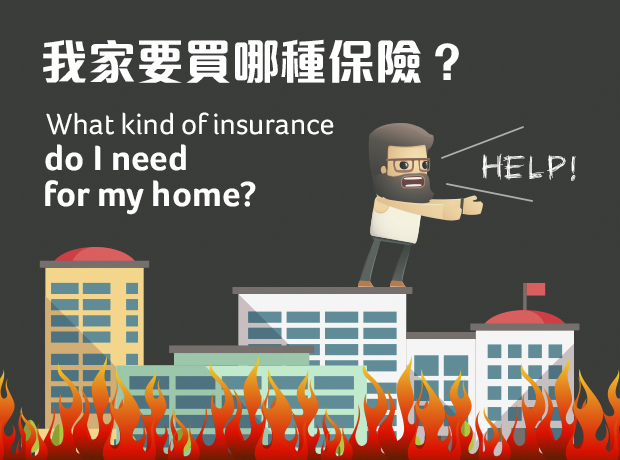 我家要買哪種保險？
What kind of insurance
do I need
for my home?
HELP!